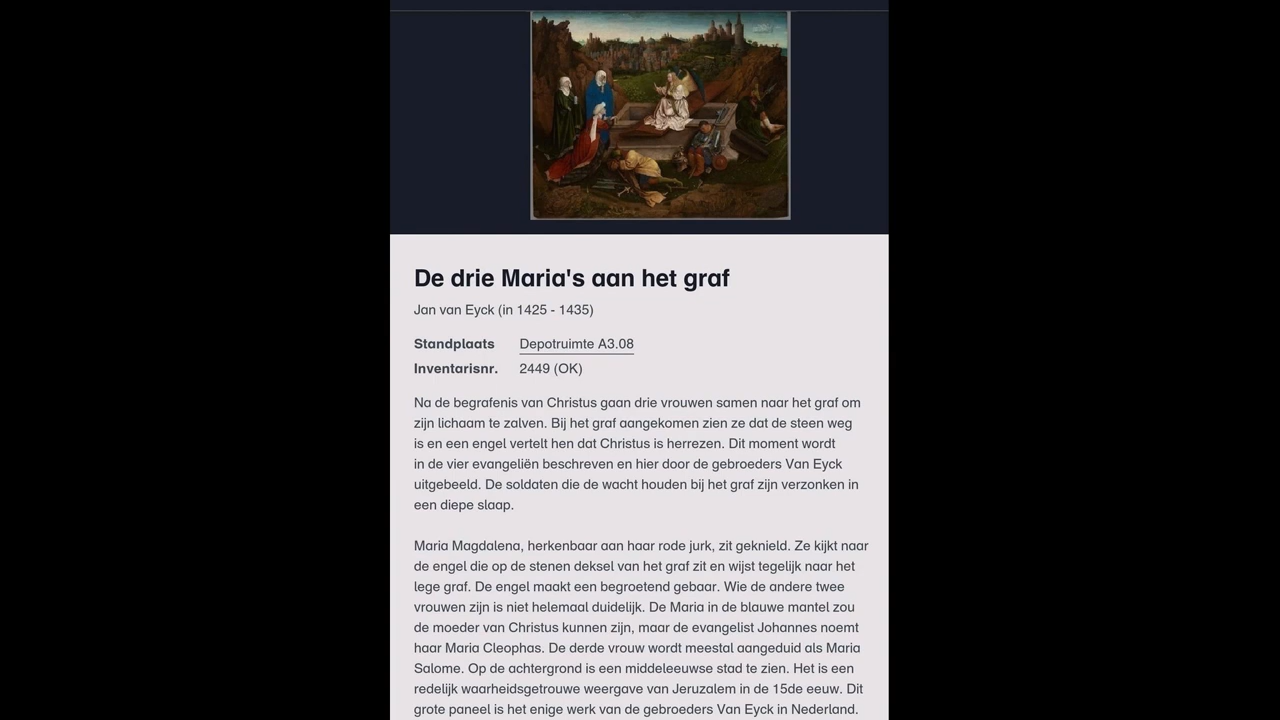 De drie Maria's aan het graf
Jan van Eyck (in 1425 - 1435)
Standplaats Depotruimte A3.08
Inventarisnr. 2449 (OK)
Na de begrafenis van Christus gaan drie vrouwen samen naar het graf om
zijn lichaam te zalven. Bij het graf aangekomen zien ze dat de steen weg
is en een engel vertelt hen dat Christus is herrezen. Dit moment wordt
in de vier evangeliën beschreven en hier door de gebroeders Van Eyck
uitgebeeld. De soldaten die de wacht houden bij het graf zijn verzonken in
een diepe slaap.
Maria Magdalena, herkenbaar aan haar rode jurk, zit geknield. Ze kijkt naar
de engel die op de stenen deksel van het graf zit en wijst tegelijk naar het
lege graf. De engel maakt een begroetend gebaar. Wie de andere twee
vrouwen zijn is niet helemaal duidelijk. De Maria in de blauwe mantel zou
de moeder van Christus kunnen zijn, maar de evangelist Johannes noemt
haar Maria Cleophas. De derde vrouw wordt meestal aangeduid als Maria
Salome. Op de achtergrond is een middeleeuwse stad te zien. Het is een
redelijk waarheidsgetrouwe weergave van Jeruzalem in de 15de eeuw. Dit
grote paneel is het enige werk van de gebroeders Van Eyck in Nederland.